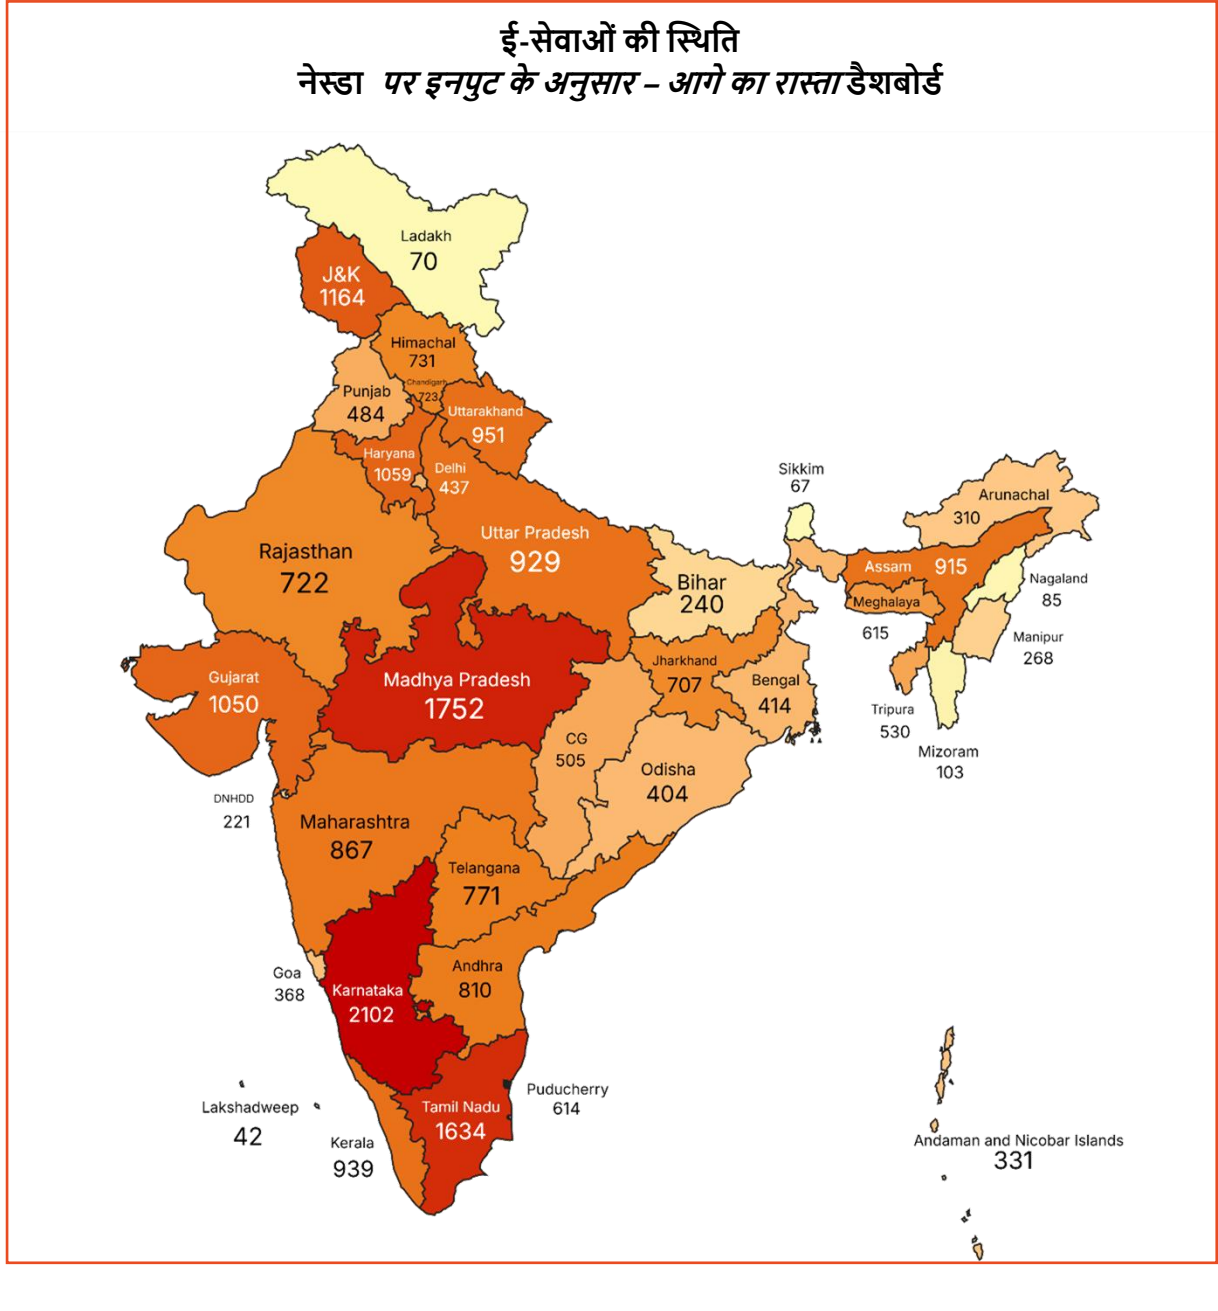 ई-सेवाओं की स्थिति
नेस्डा पर इनपुट के अनुसार – आगे का रास्ता डैशबोर्ड
Ladakh
70
J&K
1164
Himachal
731
Chandigarh
723
Punjab
484
Uttarakhand
951
Haryana
1059
Delhi
437
Sikkim
67
Arunachal
310
Uttar Pradesh
929
Rajasthan
722
Assam 915
Bihar
240
Nagaland
85
Meghalaya
615
Manipur
268
Jharkhand
707
Gujarat
1050
Madhya Pradesh
1752
Bengal
414
Tripura
530
Mizoram
103
CG
505
Odisha
404
DNHDD
221
Maharashtra
867
Telangana
771
Andhra
810
Goa
368
Karnataka
2102
Puducherry
614
Lakshadweep
42
Tamil Nadu
1634
Kerala
939
Andaman and Nicobar Islands
331